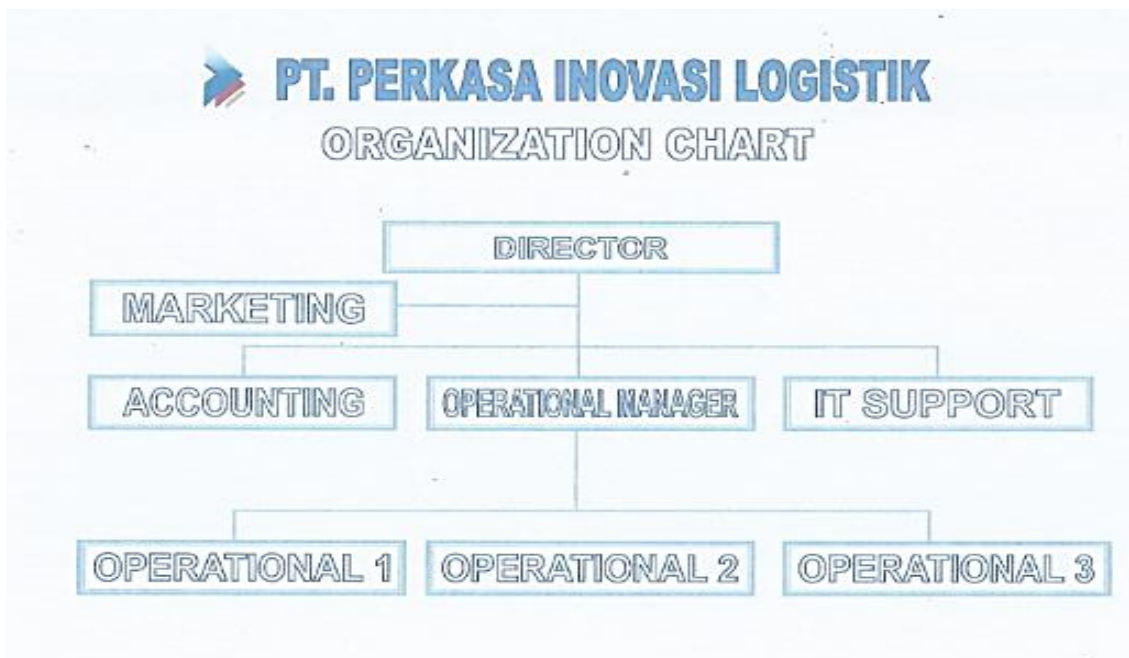 PT. PERKASA INOVASI LOGISTIK
ORGANIZATION CHART
DIRECTOR
MARKETING
ACCOUNTING
OPERATIONAL MANAGER
IT SUPPORT
OPERATIONAL 1
OPERATIONAL 2
OPERATIONAL 3